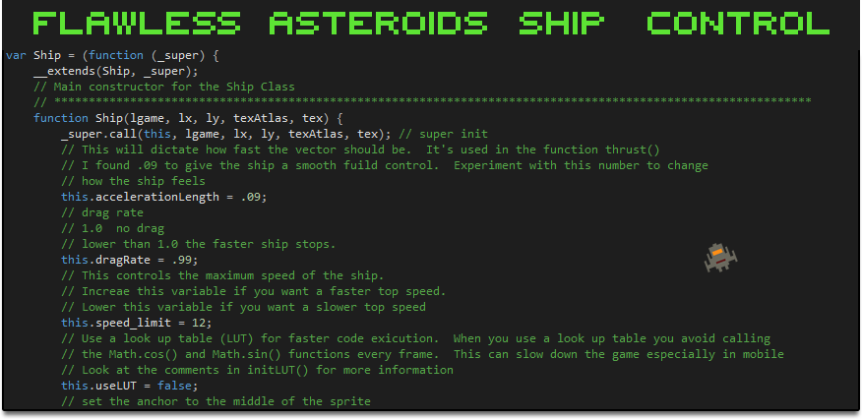 FLAWLESS ASTEROIDS SHIP CONTROL
var Ship = (function (_super) {
__extends(Ship, _super);
// Main constructor for the Ship Class
// **************************************************************************************************************
function Ship(lgame, lx, ly, texAtlas, tex) {
_super.call(this, lgame, lx, ly, texAtlas, tex); // super init
// This will dictate how fast the vector should be.  It's used in the function thrust()
// I found .09 to give the ship a smooth fuild control.  Experiment with this number to change
// how the ship feels
this.accelerationLength = .09;
// drag rate
// 1.0  no drag
// lower than 1.0 the faster ship stops.
this.dragRate = .99;
// This controls the maximum speed of the ship.
// Increae this variable if you want a faster top speed.
// Lower this variable if you want a slower top speed
this.speed_limit = 12;
// Use a look up table (LUT) for faster code exicution.  When you use a look up table you avoid calling
// the Math.cos() and Math.sin() functions every frame.  This can slow down the game especially in mobile
// Look at the comments in initLUT() for more information
this.useLUT = false;
// set the anchor to the middle of the sprite